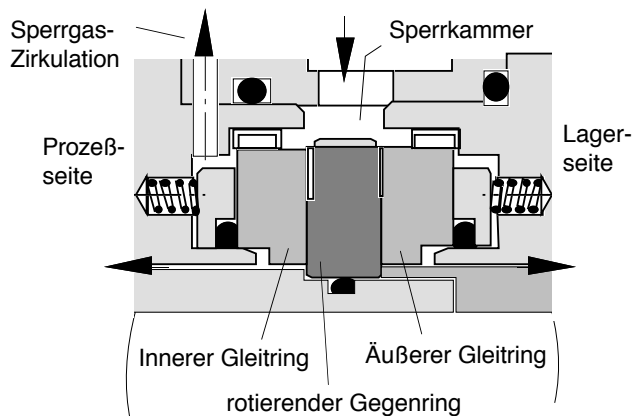 Sperrgas-
Zirkulation
Sperrkammer
Prozeß-
seite
Lager-
seite
Innerer Gleitring
Äußerer Gleitring
rotierender Gegenring